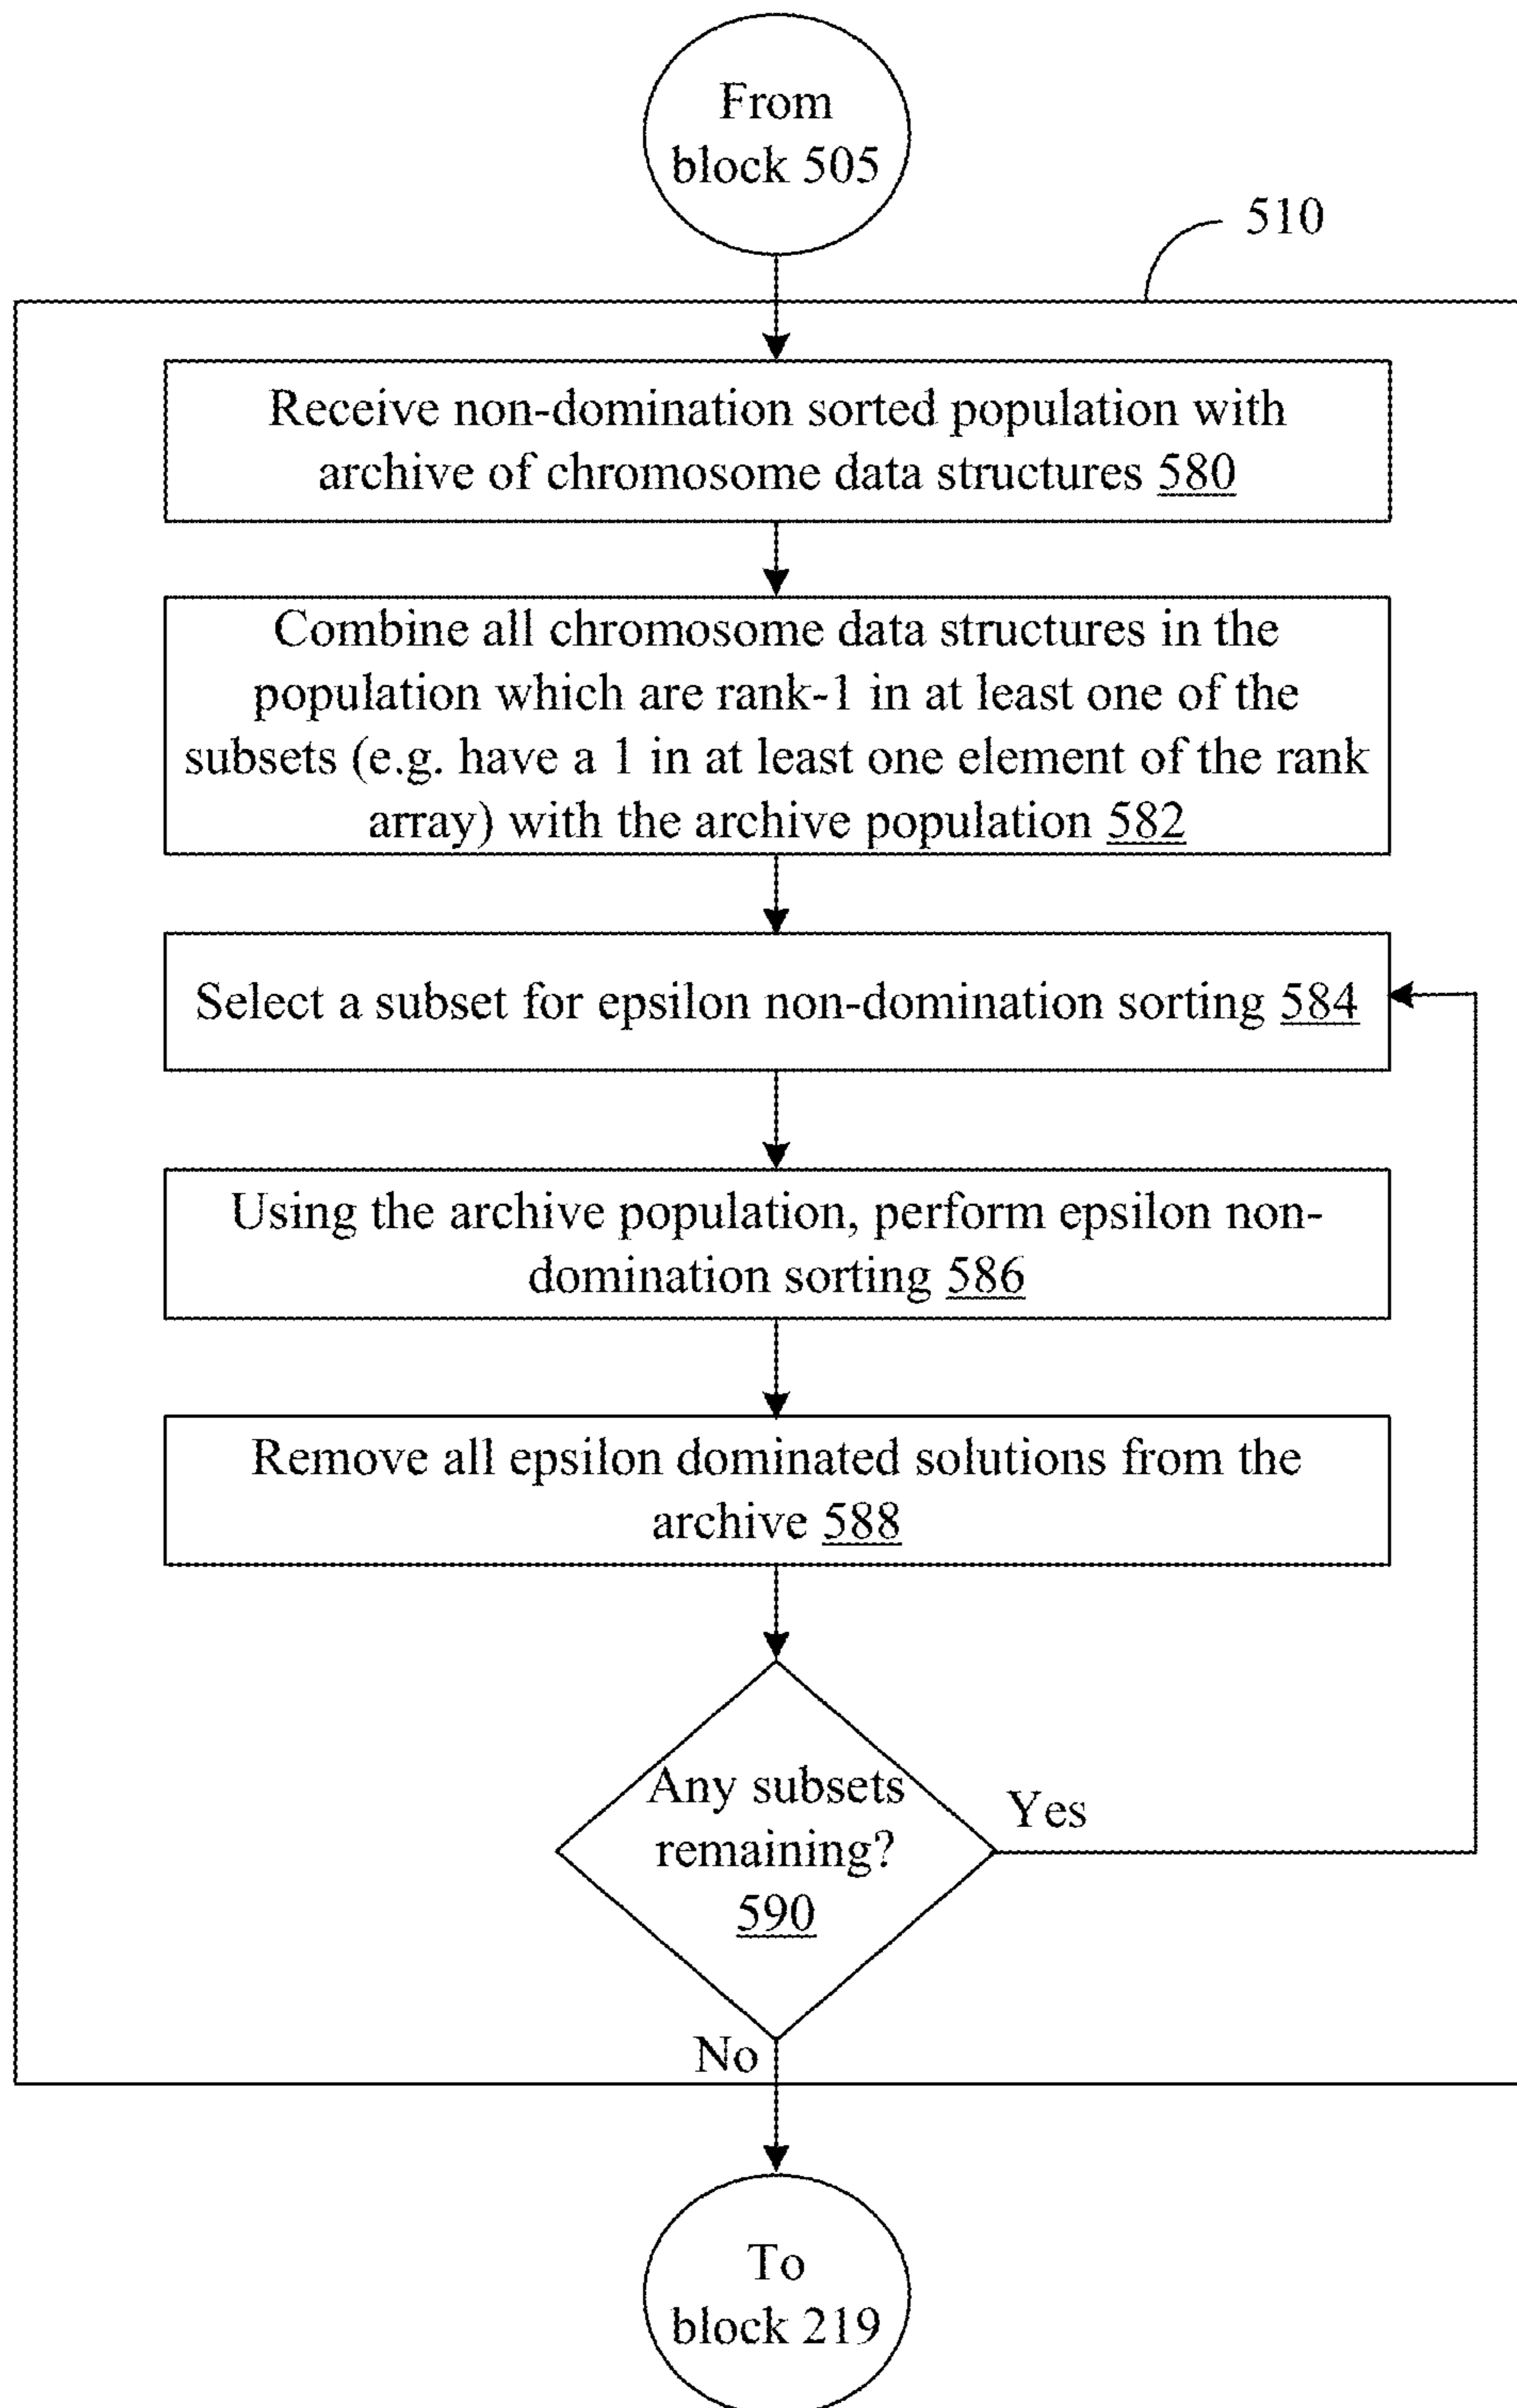 From
block 505
510
Receive non-domination sorted population with
archive of chromosome data structures 580
Combine all chromosome data structures in the
population which are rank-1 in at least one of the
subsets (e.g. have a 1 in at least one element of the rank
array) with the archive population 582
Select a subset for epsilon non-domination sorting 584
Using the archive population, perform epsilon non-
domination sorting 586
Remove all epsilon dominated solutions from the
archive 588
Any subsets
remaining?
590
Yes
No
To
block 219